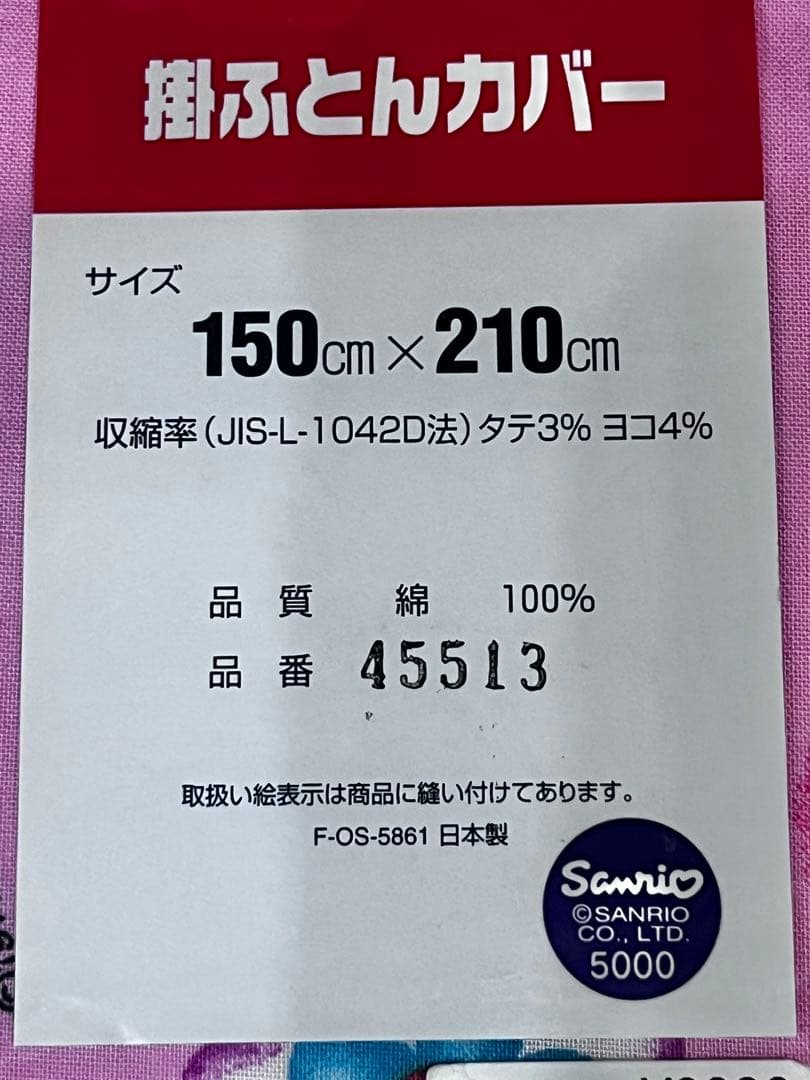 掛ふとんカバー
サイズ
150cm×210cm
収縮率(JIS-L-1042D法)タテ3% ヨコ4%
品 質 綿 100%
品 番 45513
取扱い絵表示は商品に縫い付けてあります。
F-OS-5861 日本製
Sanrio
©SANRIO
CO., LTD.
5000